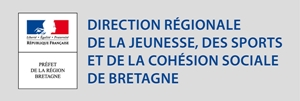 Liberté • Égalité • Fraternité
RÉPUBLIQUE FRANÇAISE
PRÉFET
DE LA RÉGION
BRETAGNE
DIRECTION RÉGIONALE
DE LA JEUNESSE, DES SPORTS
ET DE LA COHÉSION SOCIALE
DE BRETAGNE